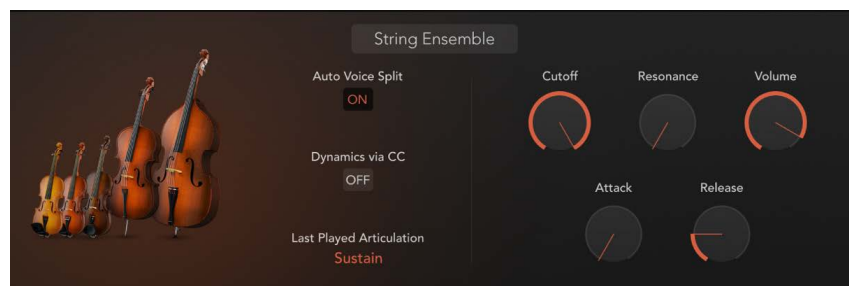 String Ensemble
Auto Voice Split
ON
Dynamics via CC
OFF
Last Played Articulation
Sustain
Cutoff
Resonance
Volume
Attack
Release